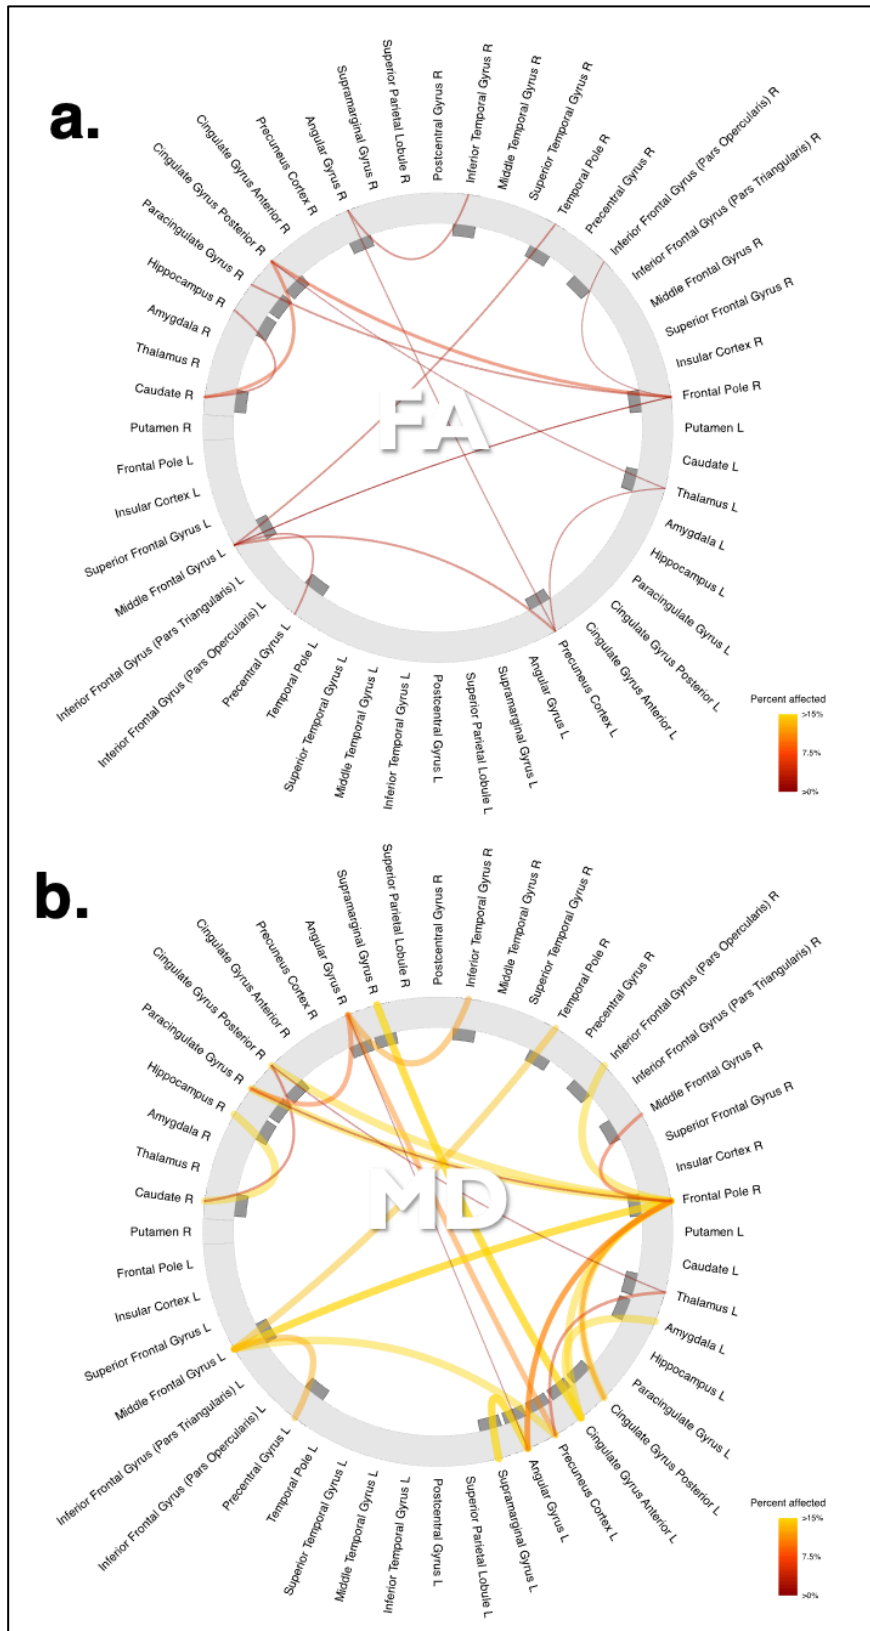 a.
Postcentral Gyrus R
Inferior Temporal Gyrus R
Middle Temporal Gyrus R
Superior Temporal Gyrus R
Temporal Pole R
Precentral Gyrus R
Inferior Frontal Gyrus (Pars Opercularis) R
Inferior Frontal Gyrus (Pars Triangularis) R
Middle Frontal Gyrus R
Superior Frontal Gyrus R
Insular Cortex R
Frontal Pole R
Putamen L
Caudate L
Thalamus L
Amygdala L
Hippocampus L
Paracingulate Gyrus L
Cingulate Gyrus Posterior L
Cingulate Gyrus Anterior L
Precuneus Cortex L
Angular Gyrus L
Supramarginal Gyrus L
Superior Parietal Lobule L
Postcentral Gyrus L
Inferior Temporal Gyrus L
Middle Temporal Gyrus L
Superior Temporal Gyrus L
Temporal Pole L
Precentral Gyrus L
Inferior Frontal Gyrus (Pars Opercularis) L
Inferior Frontal Gyrus (Pars Triangularis) L
Middle Frontal Gyrus L
Superior Frontal Gyrus L
Insular Cortex L
Frontal Pole L
Putamen R
Caudate R
Thalamus R
Amygdala R
Hippocampus R
Paracingulate Gyrus R
Cingulate Gyrus Posterior R
Cingulate Gyrus Anterior R
Precuneus Cortex R
Angular Gyrus R
Supramarginal Gyrus R
Superior Parietal Lobule R
FA
Percent affected
>15%
7.5%
>0%
b.
Postcentral Gyrus R
Inferior Temporal Gyrus R
Middle Temporal Gyrus R
Superior Temporal Gyrus R
Temporal Pole R
Precentral Gyrus R
Inferior Frontal Gyrus (Pars Opercularis) R
Inferior Frontal Gyrus (Pars Triangularis) R
Middle Frontal Gyrus R
Superior Frontal Gyrus R
Insular Cortex R
Frontal Pole R
Putamen L
Caudate L
Thalamus L
Amygdala L
Hippocampus L
Paracingulate Gyrus L
Cingulate Gyrus Posterior L
Cingulate Gyrus Anterior L
Precuneus Cortex L
Angular Gyrus L
Supramarginal Gyrus L
Superior Parietal Lobule L
Postcentral Gyrus L
Inferior Temporal Gyrus L
Middle Temporal Gyrus L
Superior Temporal Gyrus L
Temporal Pole L
Precentral Gyrus L
Inferior Frontal Gyrus (Pars Opercularis) L
Inferior Frontal Gyrus (Pars Triangularis) L
Middle Frontal Gyrus L
Superior Frontal Gyrus L
Insular Cortex L
Frontal Pole L
Putamen R
Caudate R
Thalamus R
Amygdala R
Hippocampus R
Paracingulate Gyrus R
Cingulate Gyrus Posterior R
Cingulate Gyrus Anterior R
Precuneus Cortex R
Angular Gyrus R
Supramarginal Gyrus R
Superior Parietal Lobule R
MD
Percent affected
>15%
7.5%
>0%